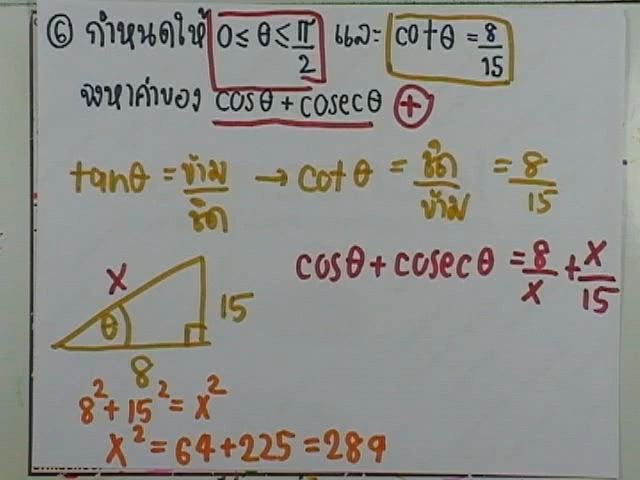 ⑥ กำหนดให้ 0 ≤ θ ≤ π/2 และ cotθ = 8/15
จงหาค่าของ cosθ + cosecθ +
tanθ = ข้าม/ชิด → cotθ = ชิด/ข้าม = 8/15
cosθ + cosecθ = 8/x + x/15
x
θ
15
8
8² + 15² = x²
x² = 64 + 225 = 289